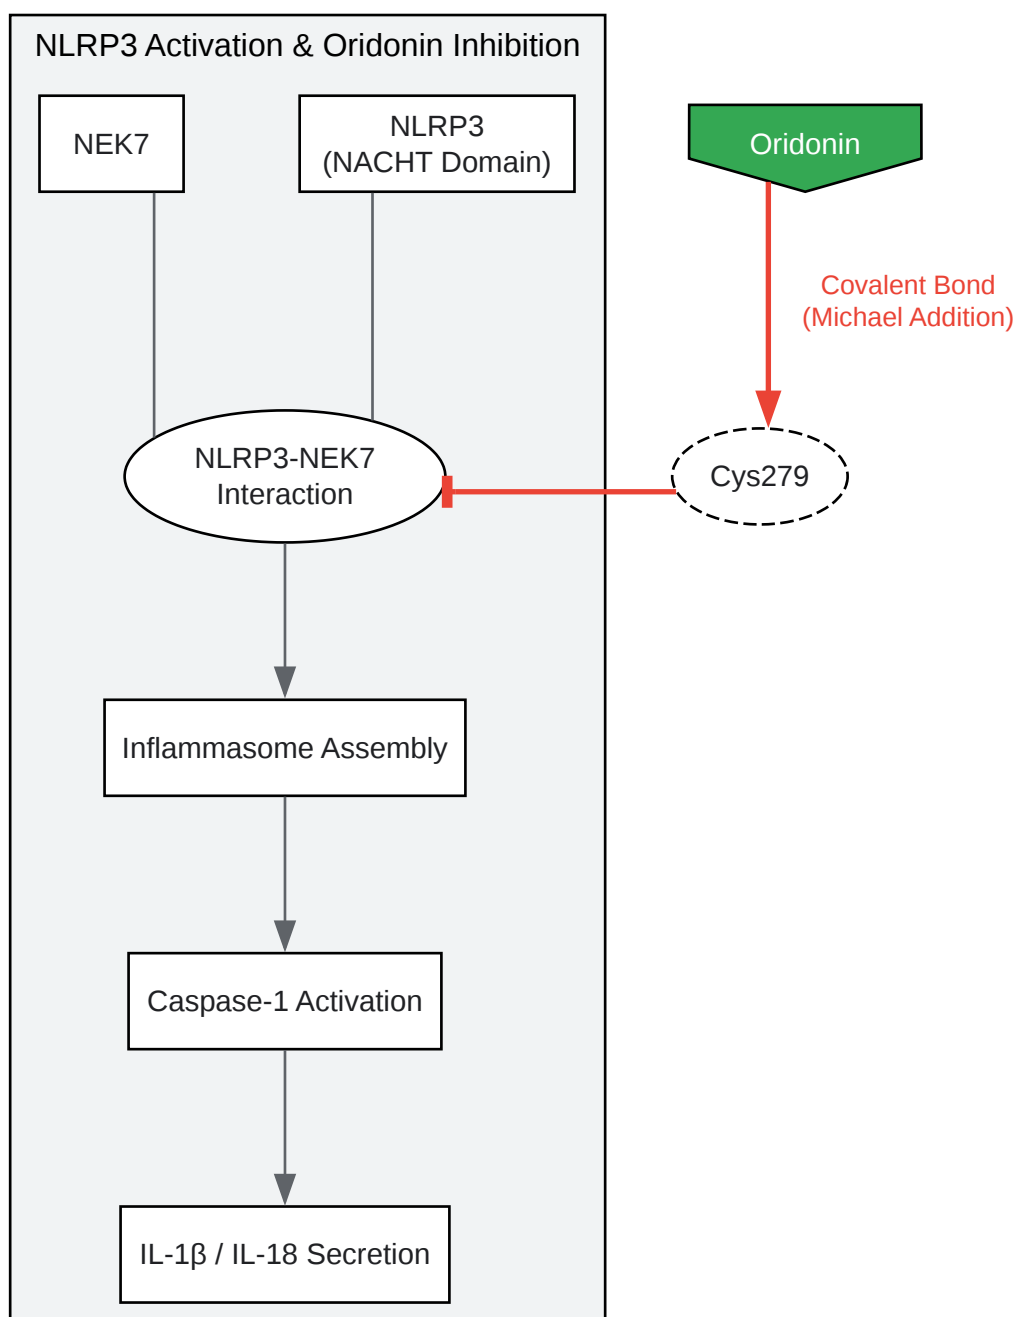 NLRP3 Activation & Oridonin Inhibition
NEK7
NLRP3
(NACHT Domain)
Oridonin
Covalent Bond
(Michael Addition)
NLRP3-NEK7
Interaction
Cys279
Inflammasome Assembly
Caspase-1 Activation
IL-1β / IL-18 Secretion